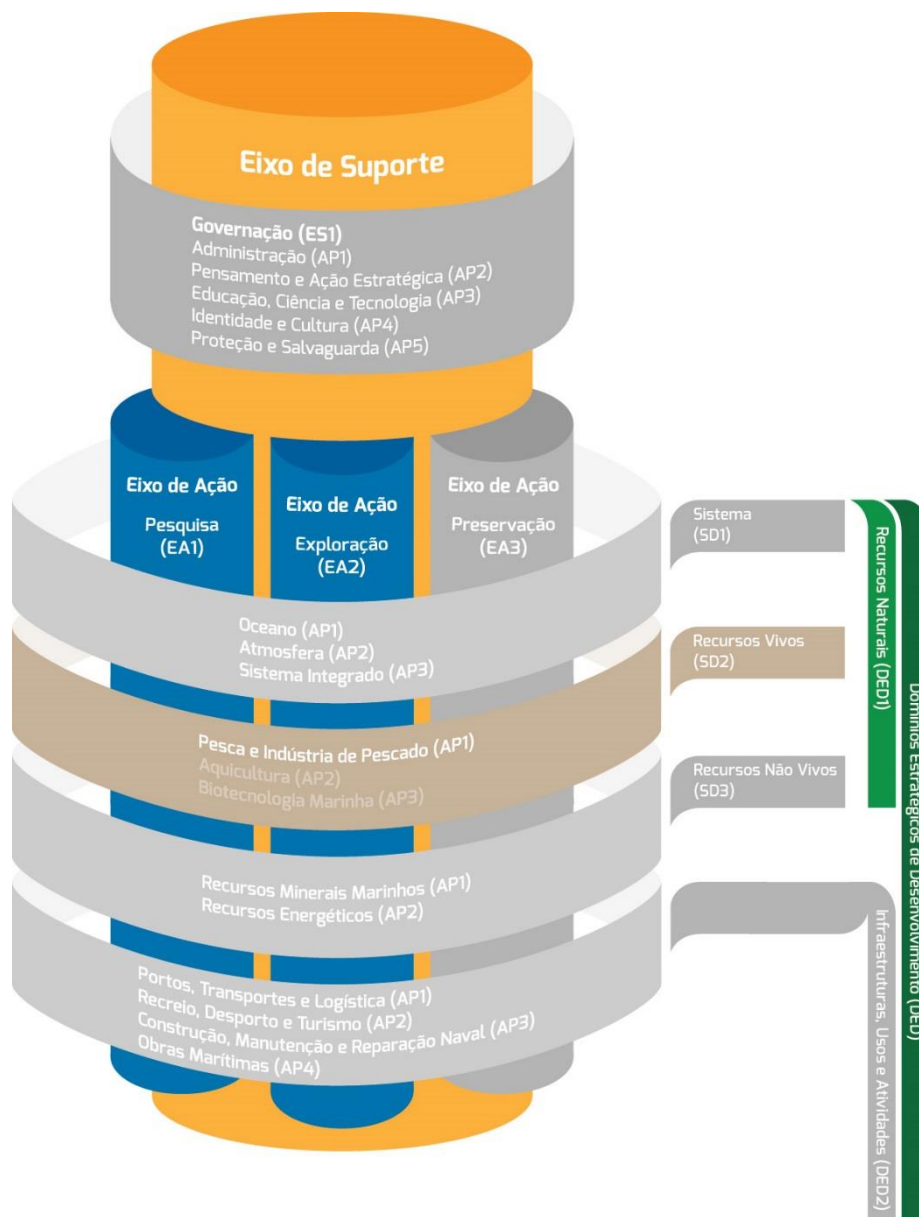 Eixo de Suporte
Governação (ES1)
Administração (AP1)
Pensamento e Ação Estratégica (AP2)
Educação, Ciência e Tecnologia (AP3)
Identidade e Cultura (AP4)
Proteção e Salvaguarda (AP5)
Eixo de Ação
Pesquisa
(EA1)
Eixo de Ação
Exploração
(EA2)
Eixo de Ação
Preservação
(EA3)
Oceano (AP1)
Atmosfera (AP2)
Sistema Integrado (AP3)
Pesca e Indústria de Pescado (AP1)
Aquicultura (AP2)
Biotecnologia Marinha (AP3)
Recursos Minerais Marinhos (AP1)
Recursos Energéticos (AP2)
Portos, Transportes e Logística (AP1)
Recreio, Desporto e Turismo (AP2)
Construção, Manutenção e Reparação Naval (AP3)
Obras Marítimas (AP4)
Sistema
(SD1)
Recursos Vivos
(SD2)
Recursos Não Vivos
(SD3)
Recursos Naturais (DED1)
Infraestruturas, Usos e Atividades (DED2)
Domínios Estratégicos de Desenvolvimento (DED)